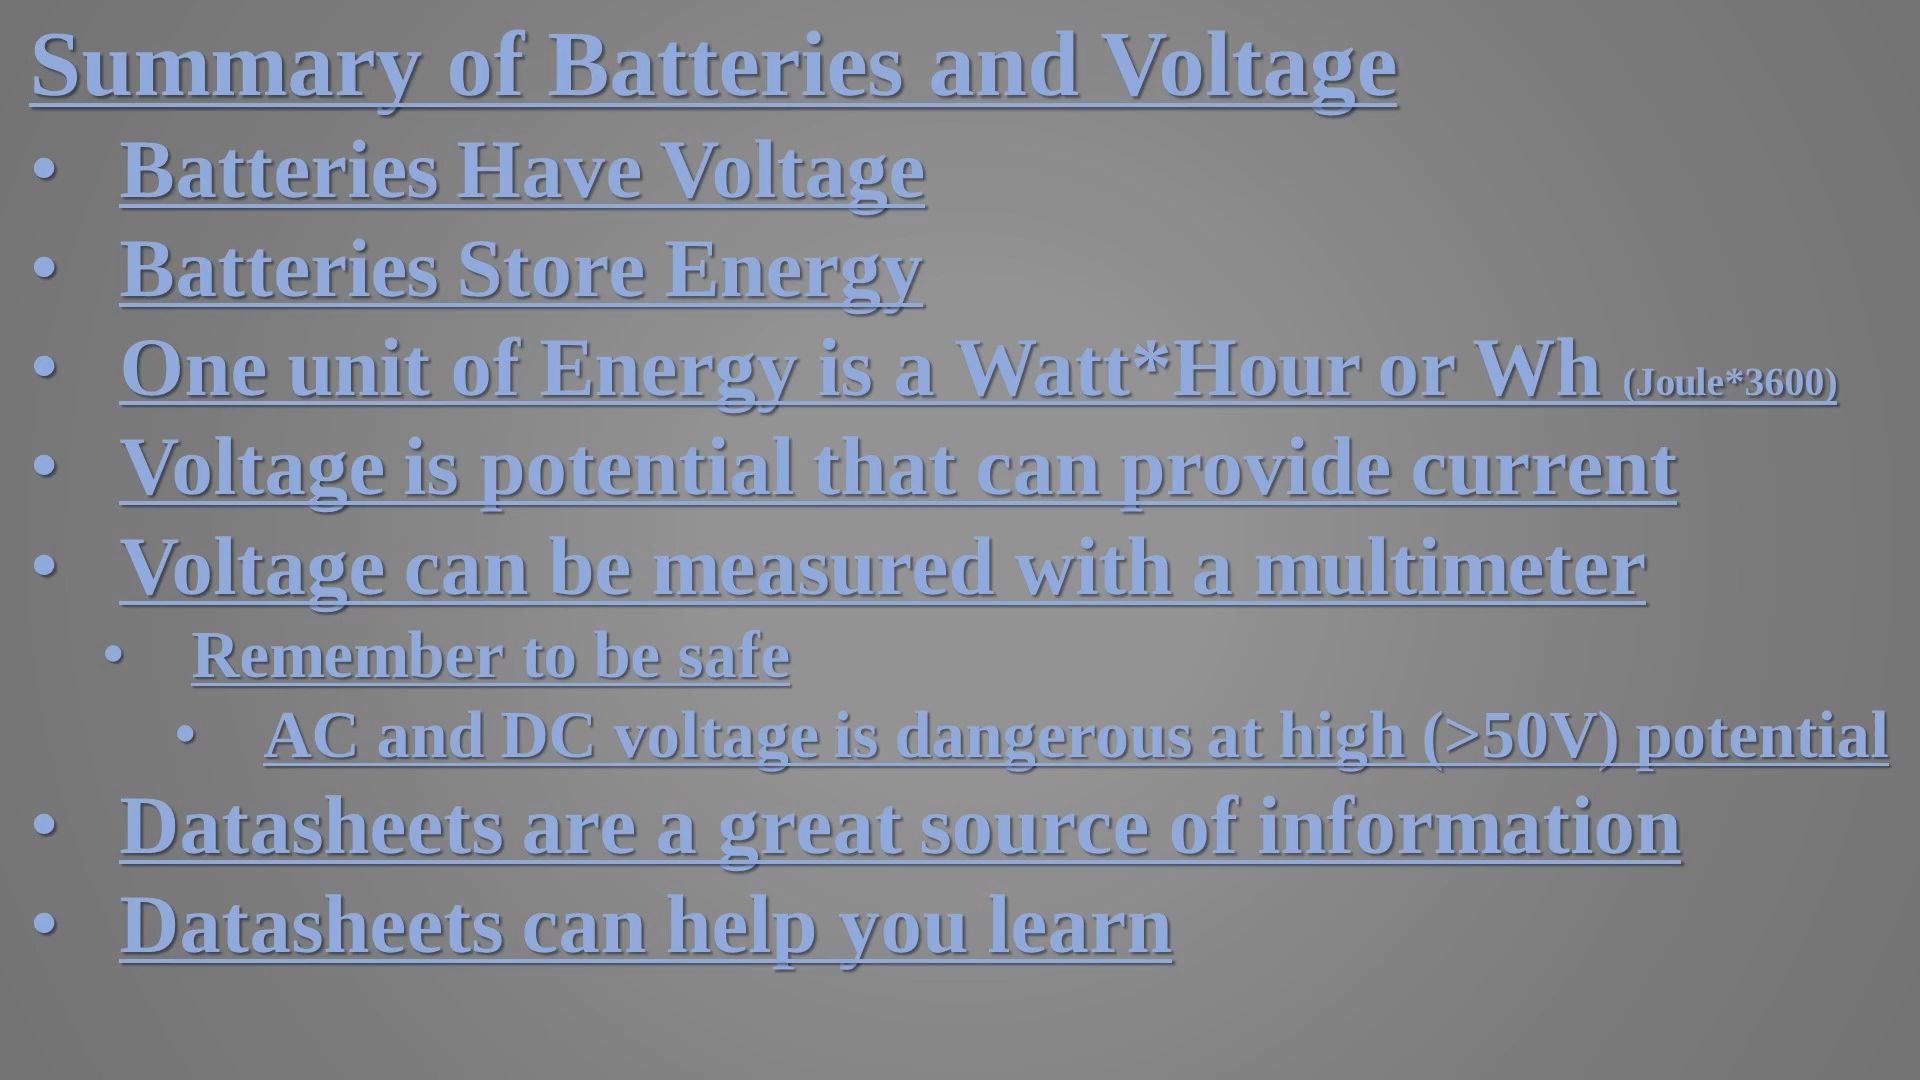 Summary of Batteries and Voltage
• Batteries Have Voltage
• Batteries Store Energy
• One unit of Energy is a Watt*Hour or Wh (Joule*3600)
• Voltage is potential that can provide current
• Voltage can be measured with a multimeter
• Remember to be safe
• AC and DC voltage is dangerous at high (>50V) potential
• Datasheets are a great source of information
• Datasheets can help you learn